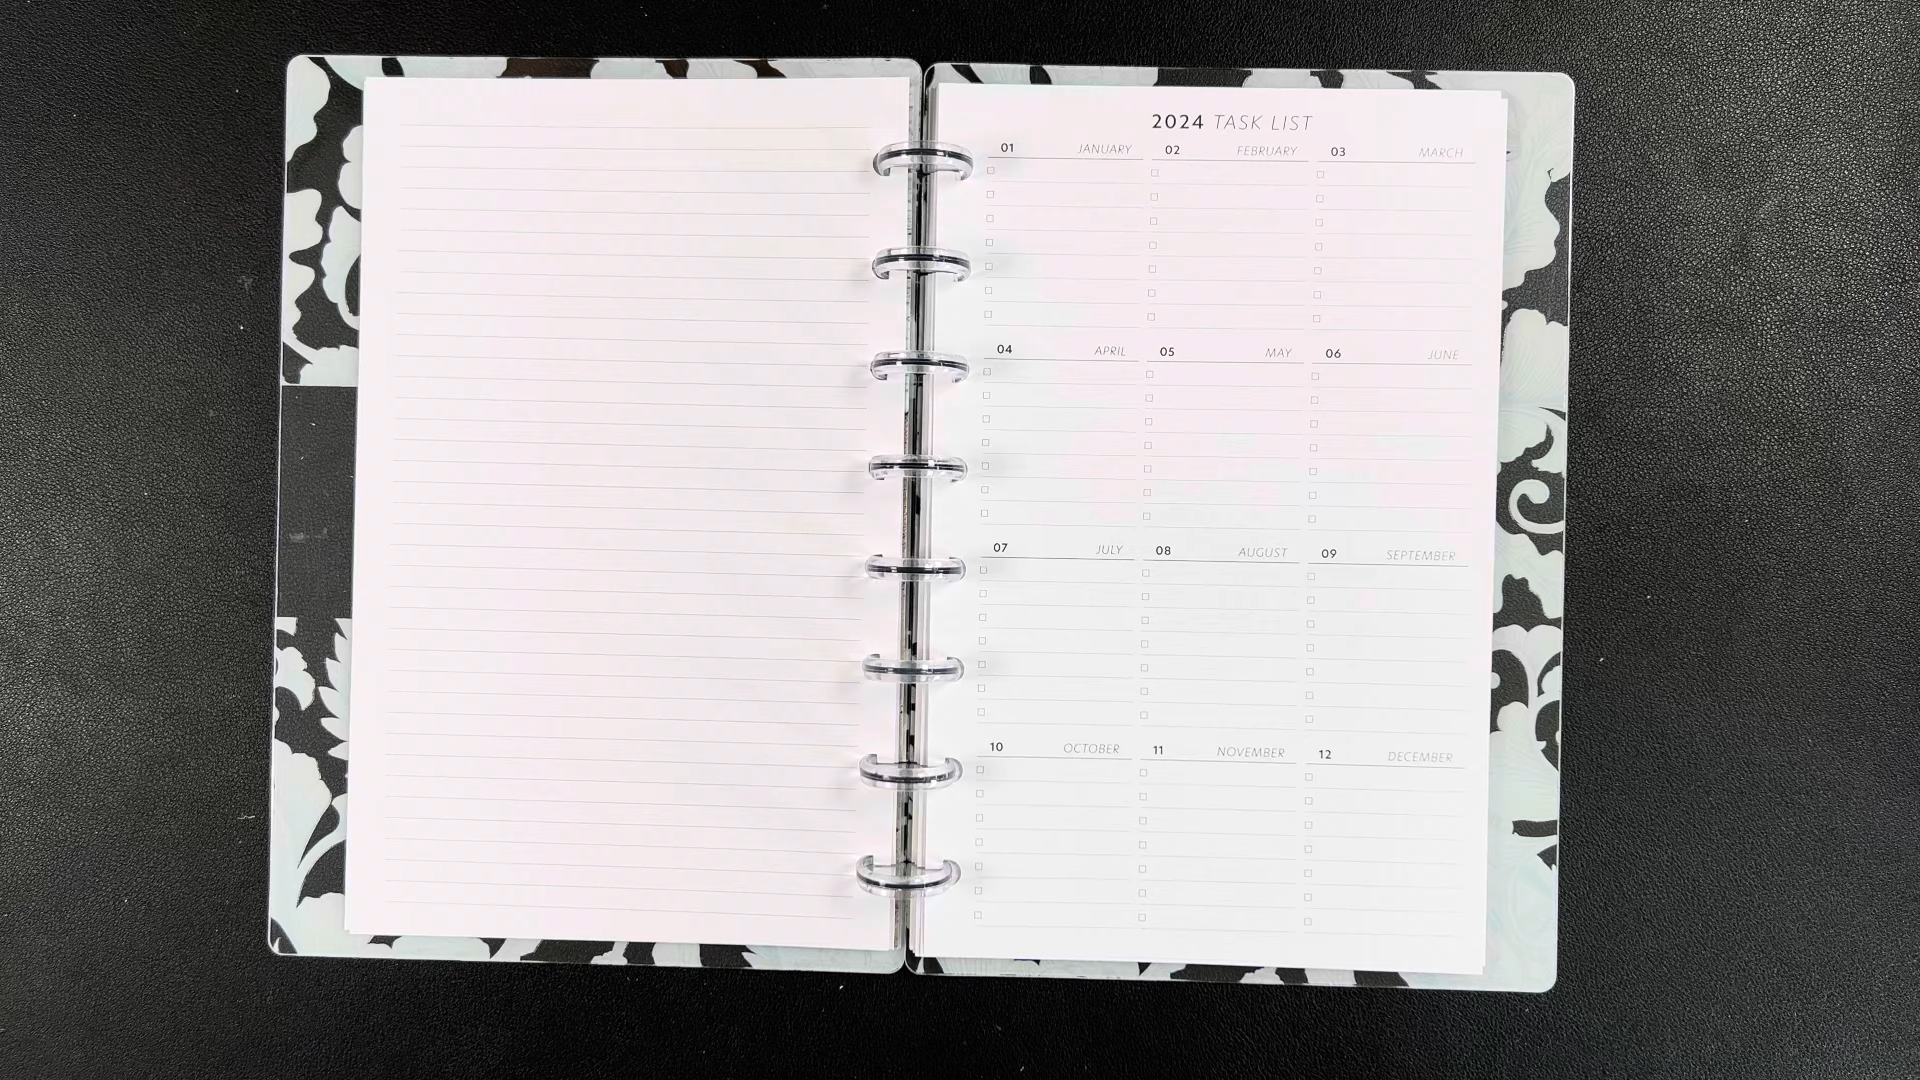 2024 TASK LIST
01 JANUARY 02 FEBRUARY 03 MARCH
04 APRIL 05 MAY 06 JUNE
07 JULY 08 AUGUST 09 SEPTEMBER
10 OCTOBER 11 NOVEMBER 12 DECEMBER